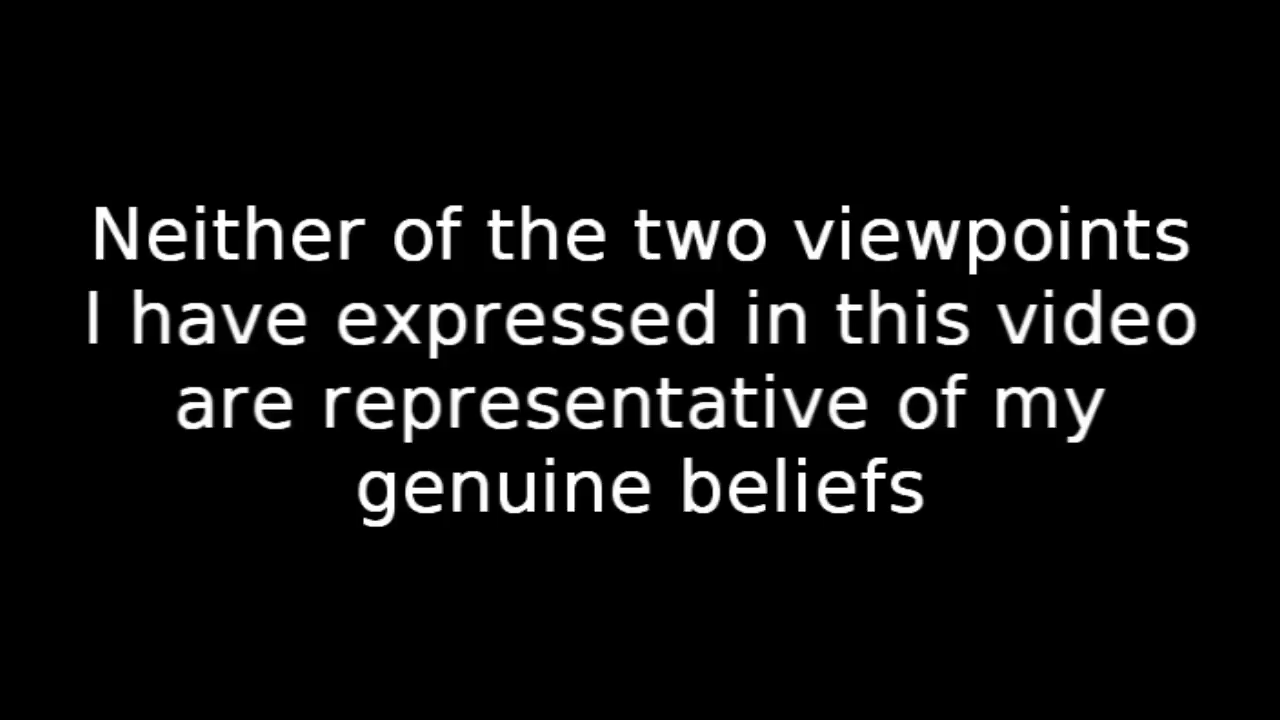 Neither of the two viewpoints
I have expressed in this video
are representative of my
genuine beliefs